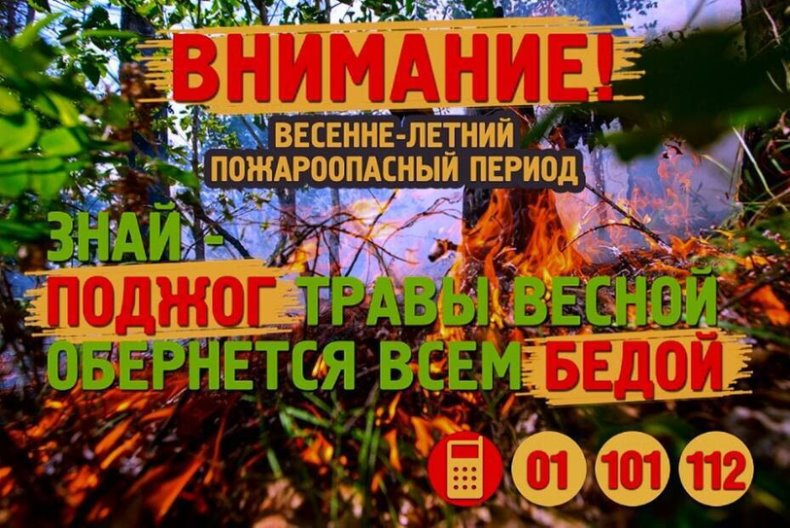 ВНИМАНИЕ!
ВЕСЕННЕ-ЛЕТНИЙ
ПОЖАРООПАСНЫЙ ПЕРИОД
ЗНАЙ -
ПОДЖОГ ТРАВЫ ВЕСНОЙ
ОБЕРНЕТСЯ ВСЕМ БЕДОЙ
01 101 112